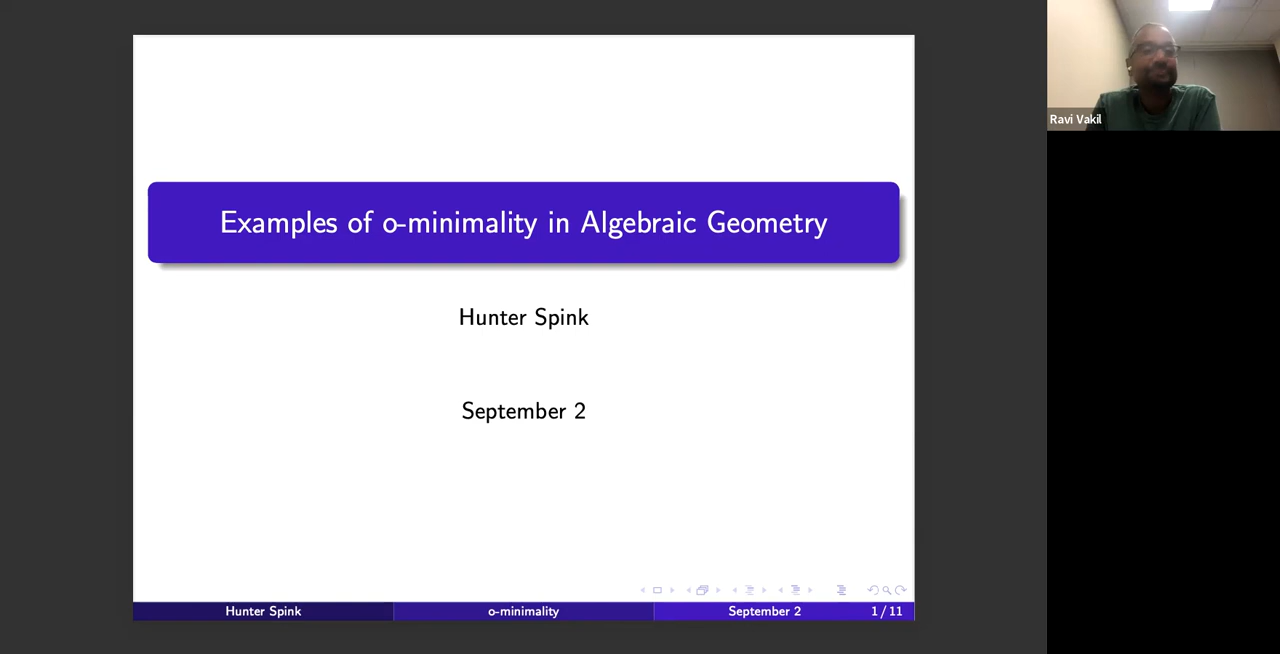 Examples of o-minimality in Algebraic Geometry
Hunter Spink
September 2
Hunter Spink
o-minimality
September 2
1 / 11
Ravi Vakil